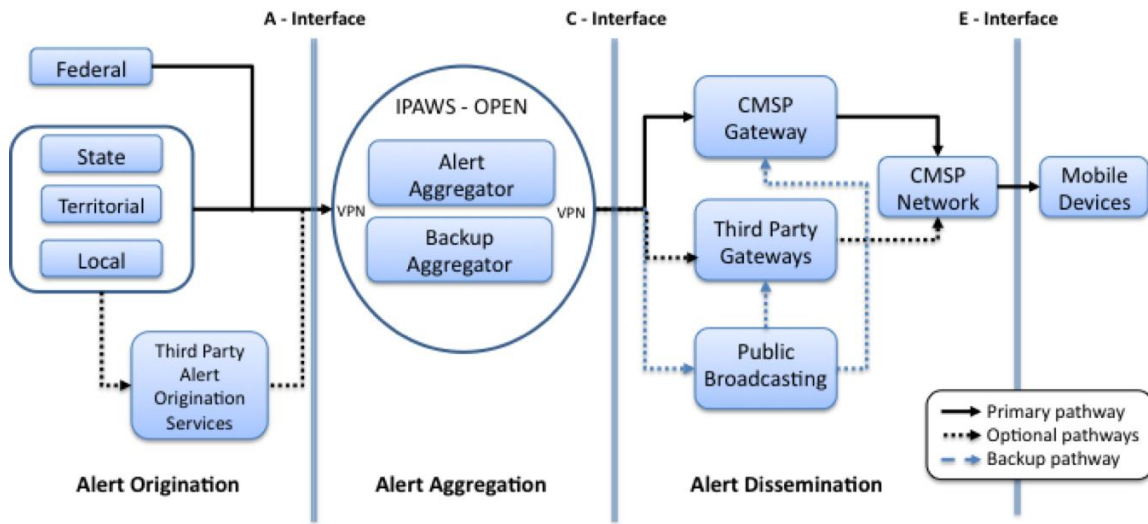 A - Interface
C - Interface
E - Interface
Federal
State
Territorial
Local
Third Party
Alert
Origination
Services
IPAWS - OPEN
Alert
Aggregator
Backup
Aggregator
VPN
VPN
CMSP
Gateway
Third Party
Gateways
Public
Broadcasting
CMSP
Network
Mobile
Devices
Primary pathway
Optional pathways
Backup pathway
Alert Origination
Alert Aggregation
Alert Dissemination